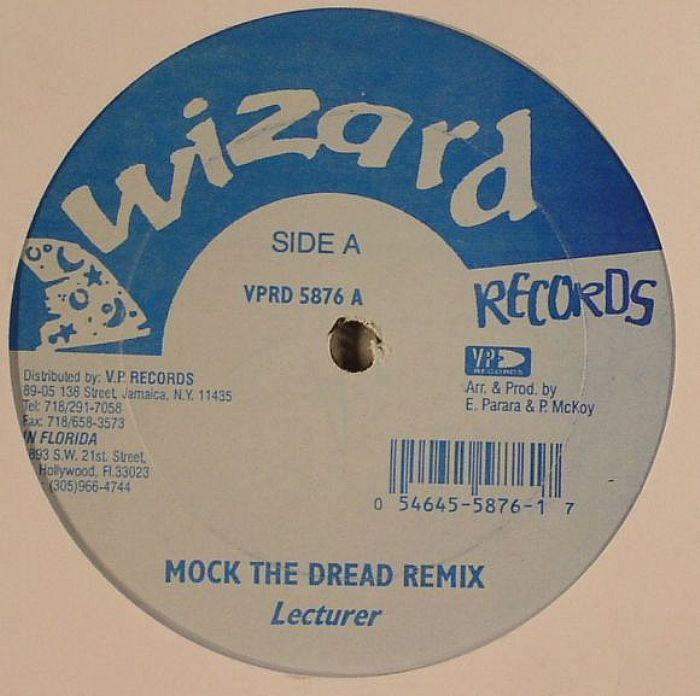 wizard
RECORDS
SIDE A
VPRD 5876 A
VP
RECORDS
Arr. & Prod. by
E. Parara & P. McKoy
Distributed by: V.P. RECORDS
89-05 138 Street, Jamaica, N.Y. 11435
Tel: 718/291-7058
Fax: 718/658-3573
IN FLORIDA
893 S.W. 21st. Street,
Hollywood, Fl.33023
: (305)966-4744
0 54645-5876-1 7
MOCK THE DREAD REMIX
Lecturer